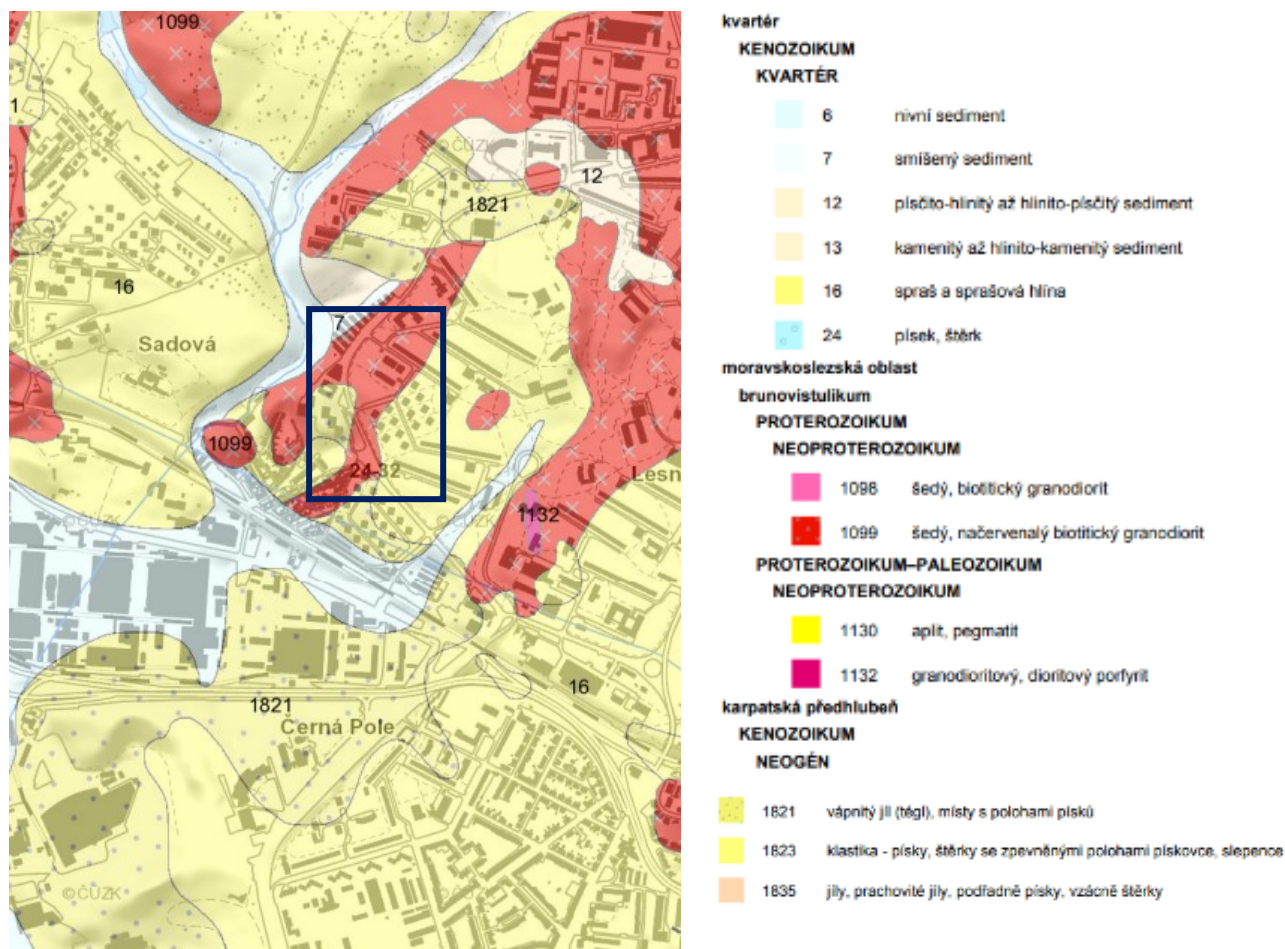 1099
1
©ČÚZK
©ČÚZK
12
1821
16
7
Sadová
1099
24-32
Lesn
©ČÚZK
©ČÚZK
1132
16
1821
Černá Pole
©ČÚZK
©ČÚZK
kvartér
KENOZOIKUM
KVARTÉR
6 nivní sediment
7 smíšený sediment
12 písčito-hlinitý až hlinito-písčitý sediment
13 kamenitý až hlinito-kamenitý sediment
16 spraš a sprašová hlína
24 písek, štěrk
moravskoslezská oblast
brunovistulikum
PROTEROZOIKUM
NEOPROTEROZOIKUM
1098 šedý, biotitický granodiorit
1099 šedý, načervenalý biotitický granodiorit
PROTEROZOIKUM–PALEOZOIKUM
NEOPROTEROZOIKUM
1130 aplit, pegmatit
1132 granodioritový, dioritový porfyrit
karpatská předhlubeň
KENOZOIKUM
NEOGÉN
1821 vápnitý jíl (tégl), místy s polohami písků
1823 klastika - písky, štěrky se zpevněnými polohami pískovce, slepence
1835 jíly, prachovité jíly, podřadně písky, vzácně štěrky